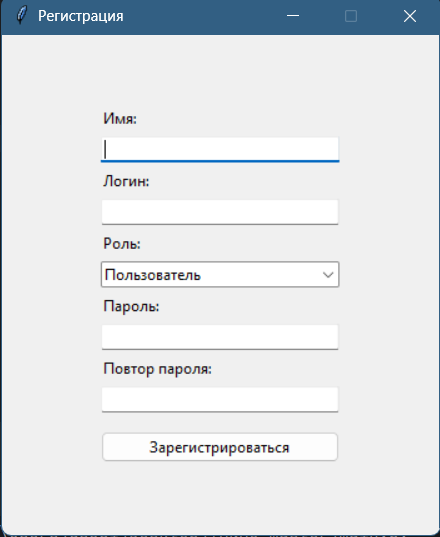 Регистрация
Имя:
Логин:
Роль:
Пользователь
Пароль:
Повтор пароля:
Зарегистрироваться